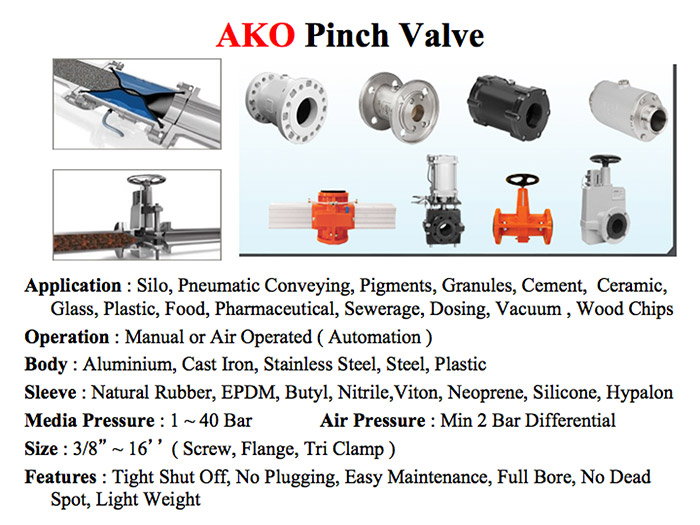 AKO Pinch Valve
Application : Silo, Pneumatic Conveying, Pigments, Granules, Cement, Ceramic,
Glass, Plastic, Food, Pharmaceutical, Sewerage, Dosing, Vacuum , Wood Chips
Operation : Manual or Air Operated ( Automation )
Body : Aluminium, Cast Iron, Stainless Steel, Steel, Plastic
Sleeve : Natural Rubber, EPDM, Butyl, Nitrile,Viton, Neoprene, Silicone, Hypalon
Media Pressure : 1 ~ 40 Bar Air Pressure : Min 2 Bar Differential
Size : 3/8” ~ 16’’ ( Screw, Flange, Tri Clamp )
Features : Tight Shut Off, No Plugging, Easy Maintenance, Full Bore, No Dead
Spot, Light Weight